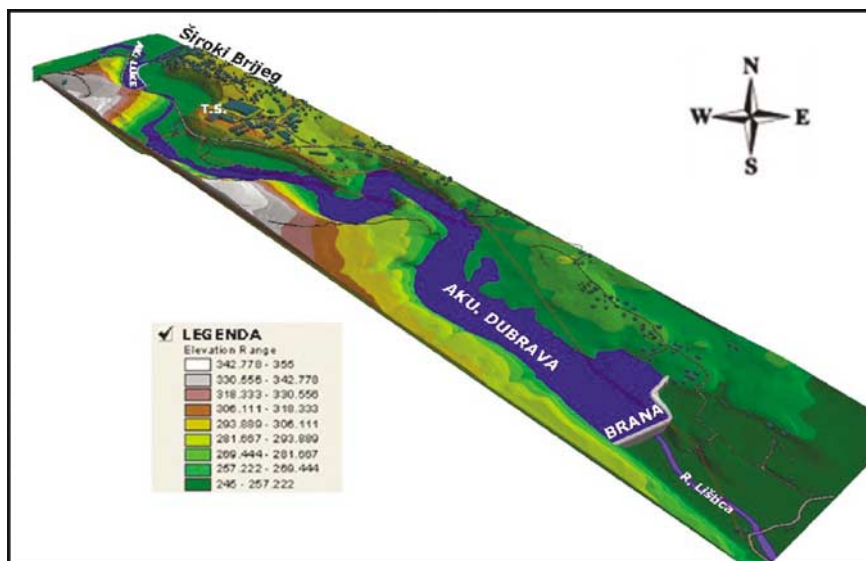 Široki Brijeg
AKU. LUKE
T.S.
N
W
E
S
AKU. DUBRAVA
BRANA
R. Lištica
LEGENDA
Elevation Range
342.778 - 355
330.556 - 342.778
318.333 - 330.556
306.111 - 318.333
293.889 - 306.111
281.667 - 293.889
269.444 - 281.667
257.222 - 269.444
245 - 257.222